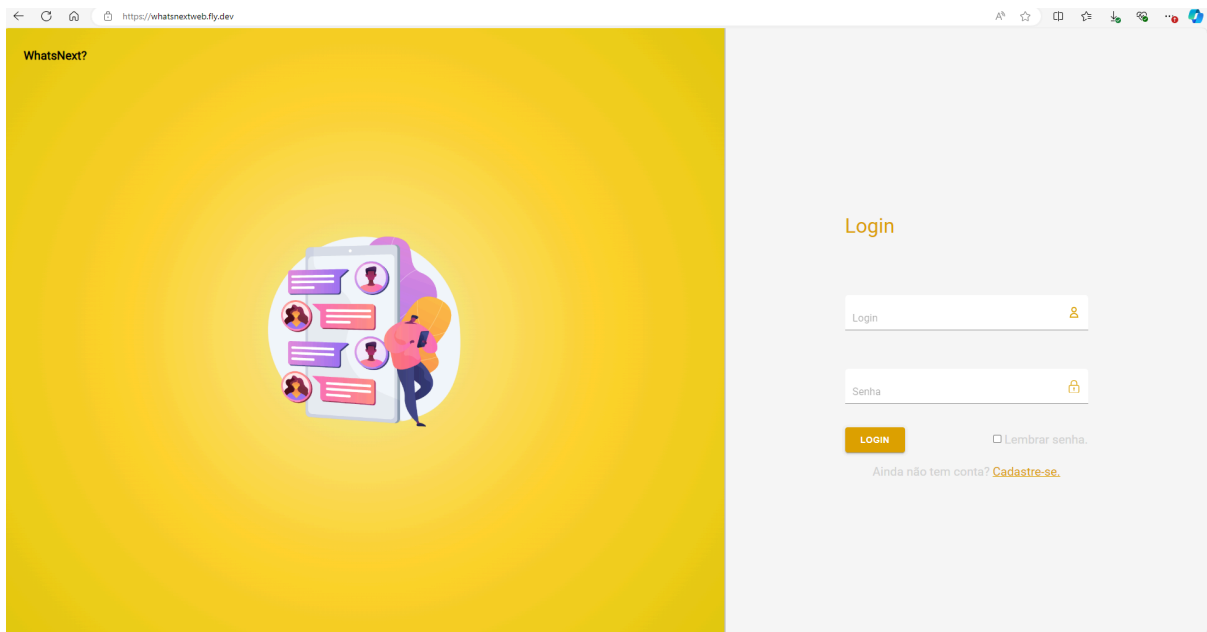 https://whatsnextweb.fly.dev
WhatsNext?
Login
Login
Senha
LOGIN
Lembrar senha.
Ainda não tem conta? Cadastre-se.